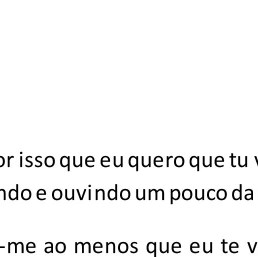 or isso que eu quero que tu v
ndo e ouvindo um pouco da
-me ao menos que eu te v